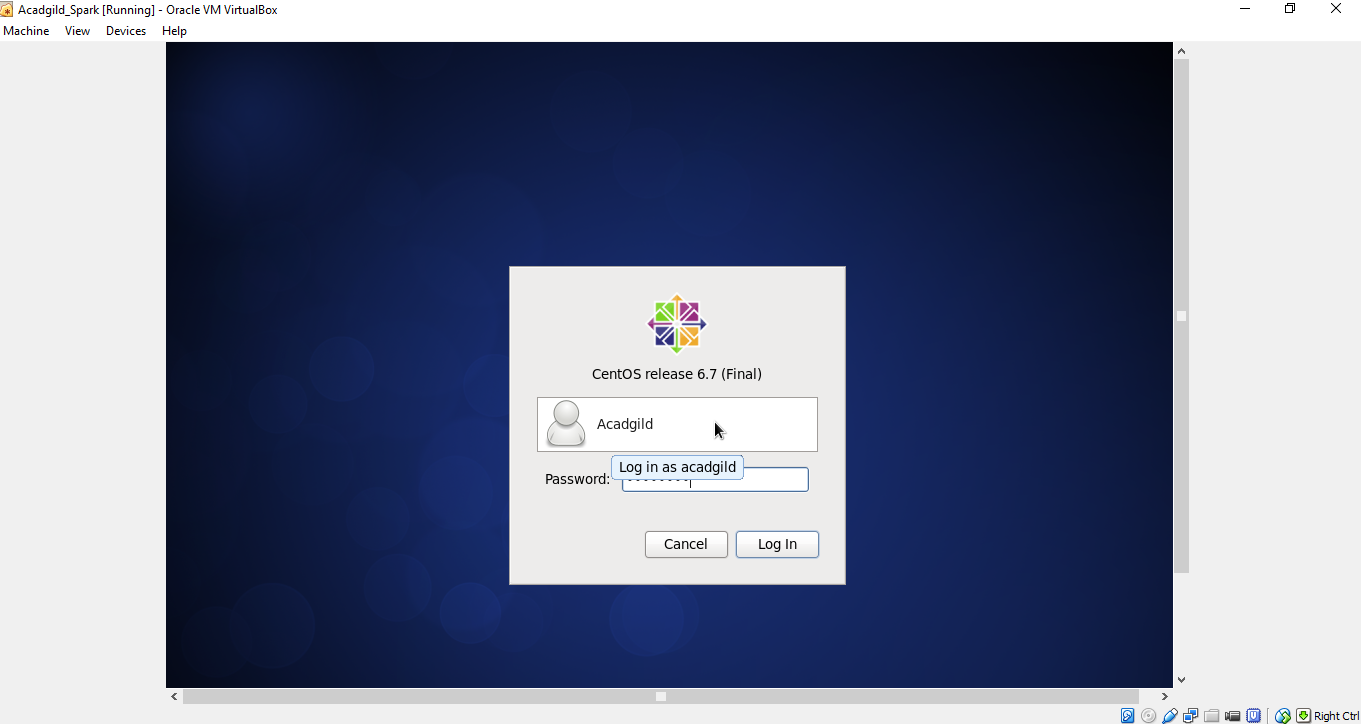 Acadgild_Spark [Running] - Oracle VM VirtualBox
Machine View Devices Help
CentOS release 6.7 (Final)
Acadgild
Log in as acadgild
Password:
Cancel Log In
Right Ctrl